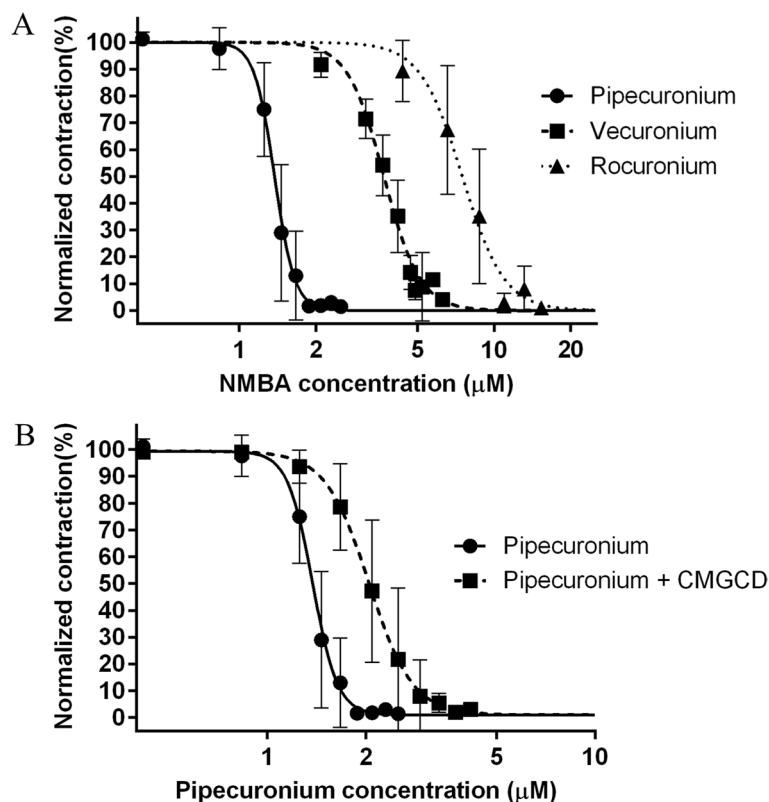 A
Normalized contraction(%)
100
90
80
70
60
50
40
30
20
10
0
1 2 5 10 20
NMBA concentration (μM)
Pipecuronium
Vecuronium
Rocuronium
B
Normalized contraction(%)
100
90
80
70
60
50
40
30
20
10
0
1 2 5 10
Pipecuronium concentration (μM)
Pipecuronium
Pipecuronium + CMGCD